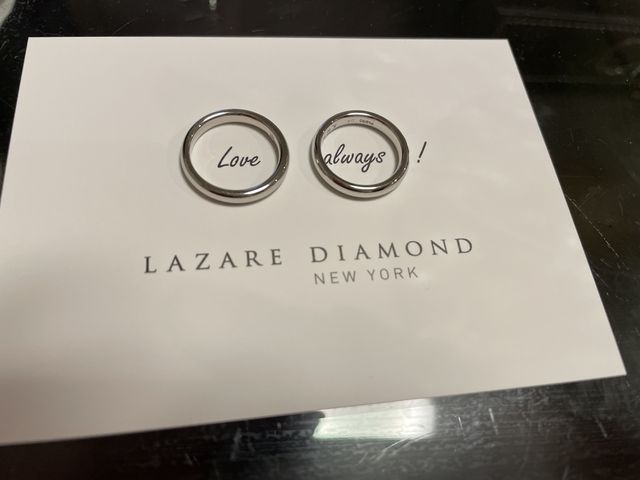 Love always !
LAZARE DIAMOND
NEW YORK